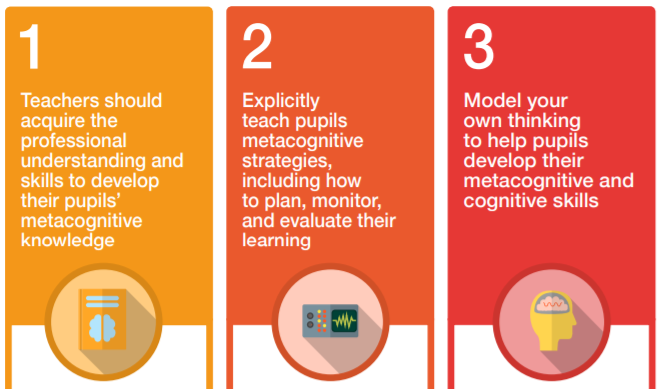 1
Teachers should
acquire the
professional
understanding and
skills to develop
their pupils'
metacognitive
knowledge
2
Explicitly
teach pupils
metacognitive
strategies,
including how
to plan, monitor,
and evaluate their
learning
3
Model your
own thinking
to help pupils
develop their
metacognitive and
cognitive skills